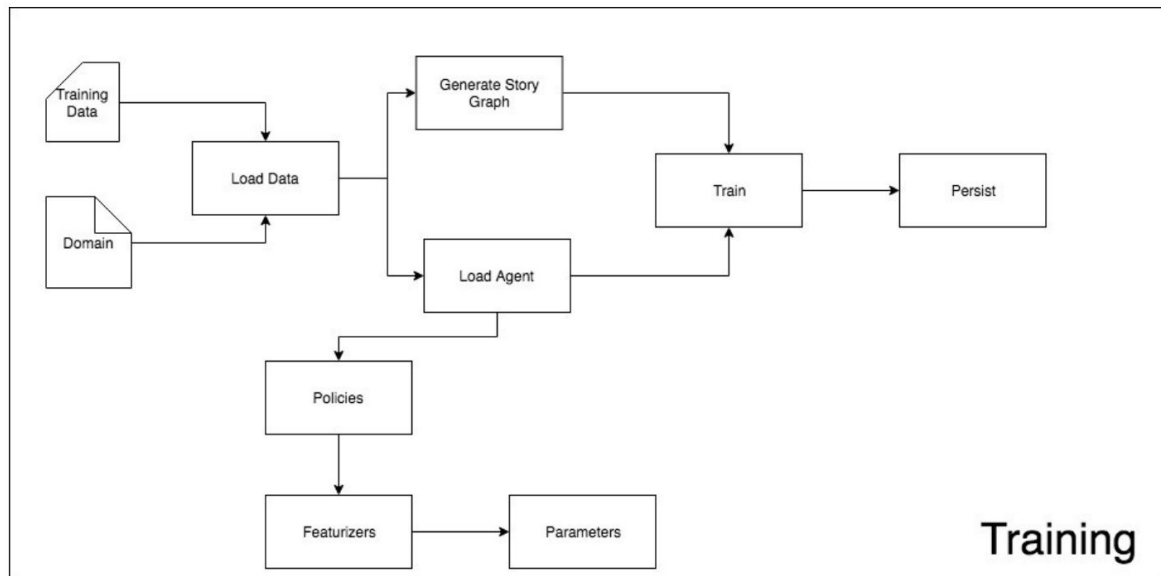 Training
Data
Generate Story
Graph
Load Data
Train
Persist
Domain
Load Agent
Policies
Featurizers
Parameters
Training